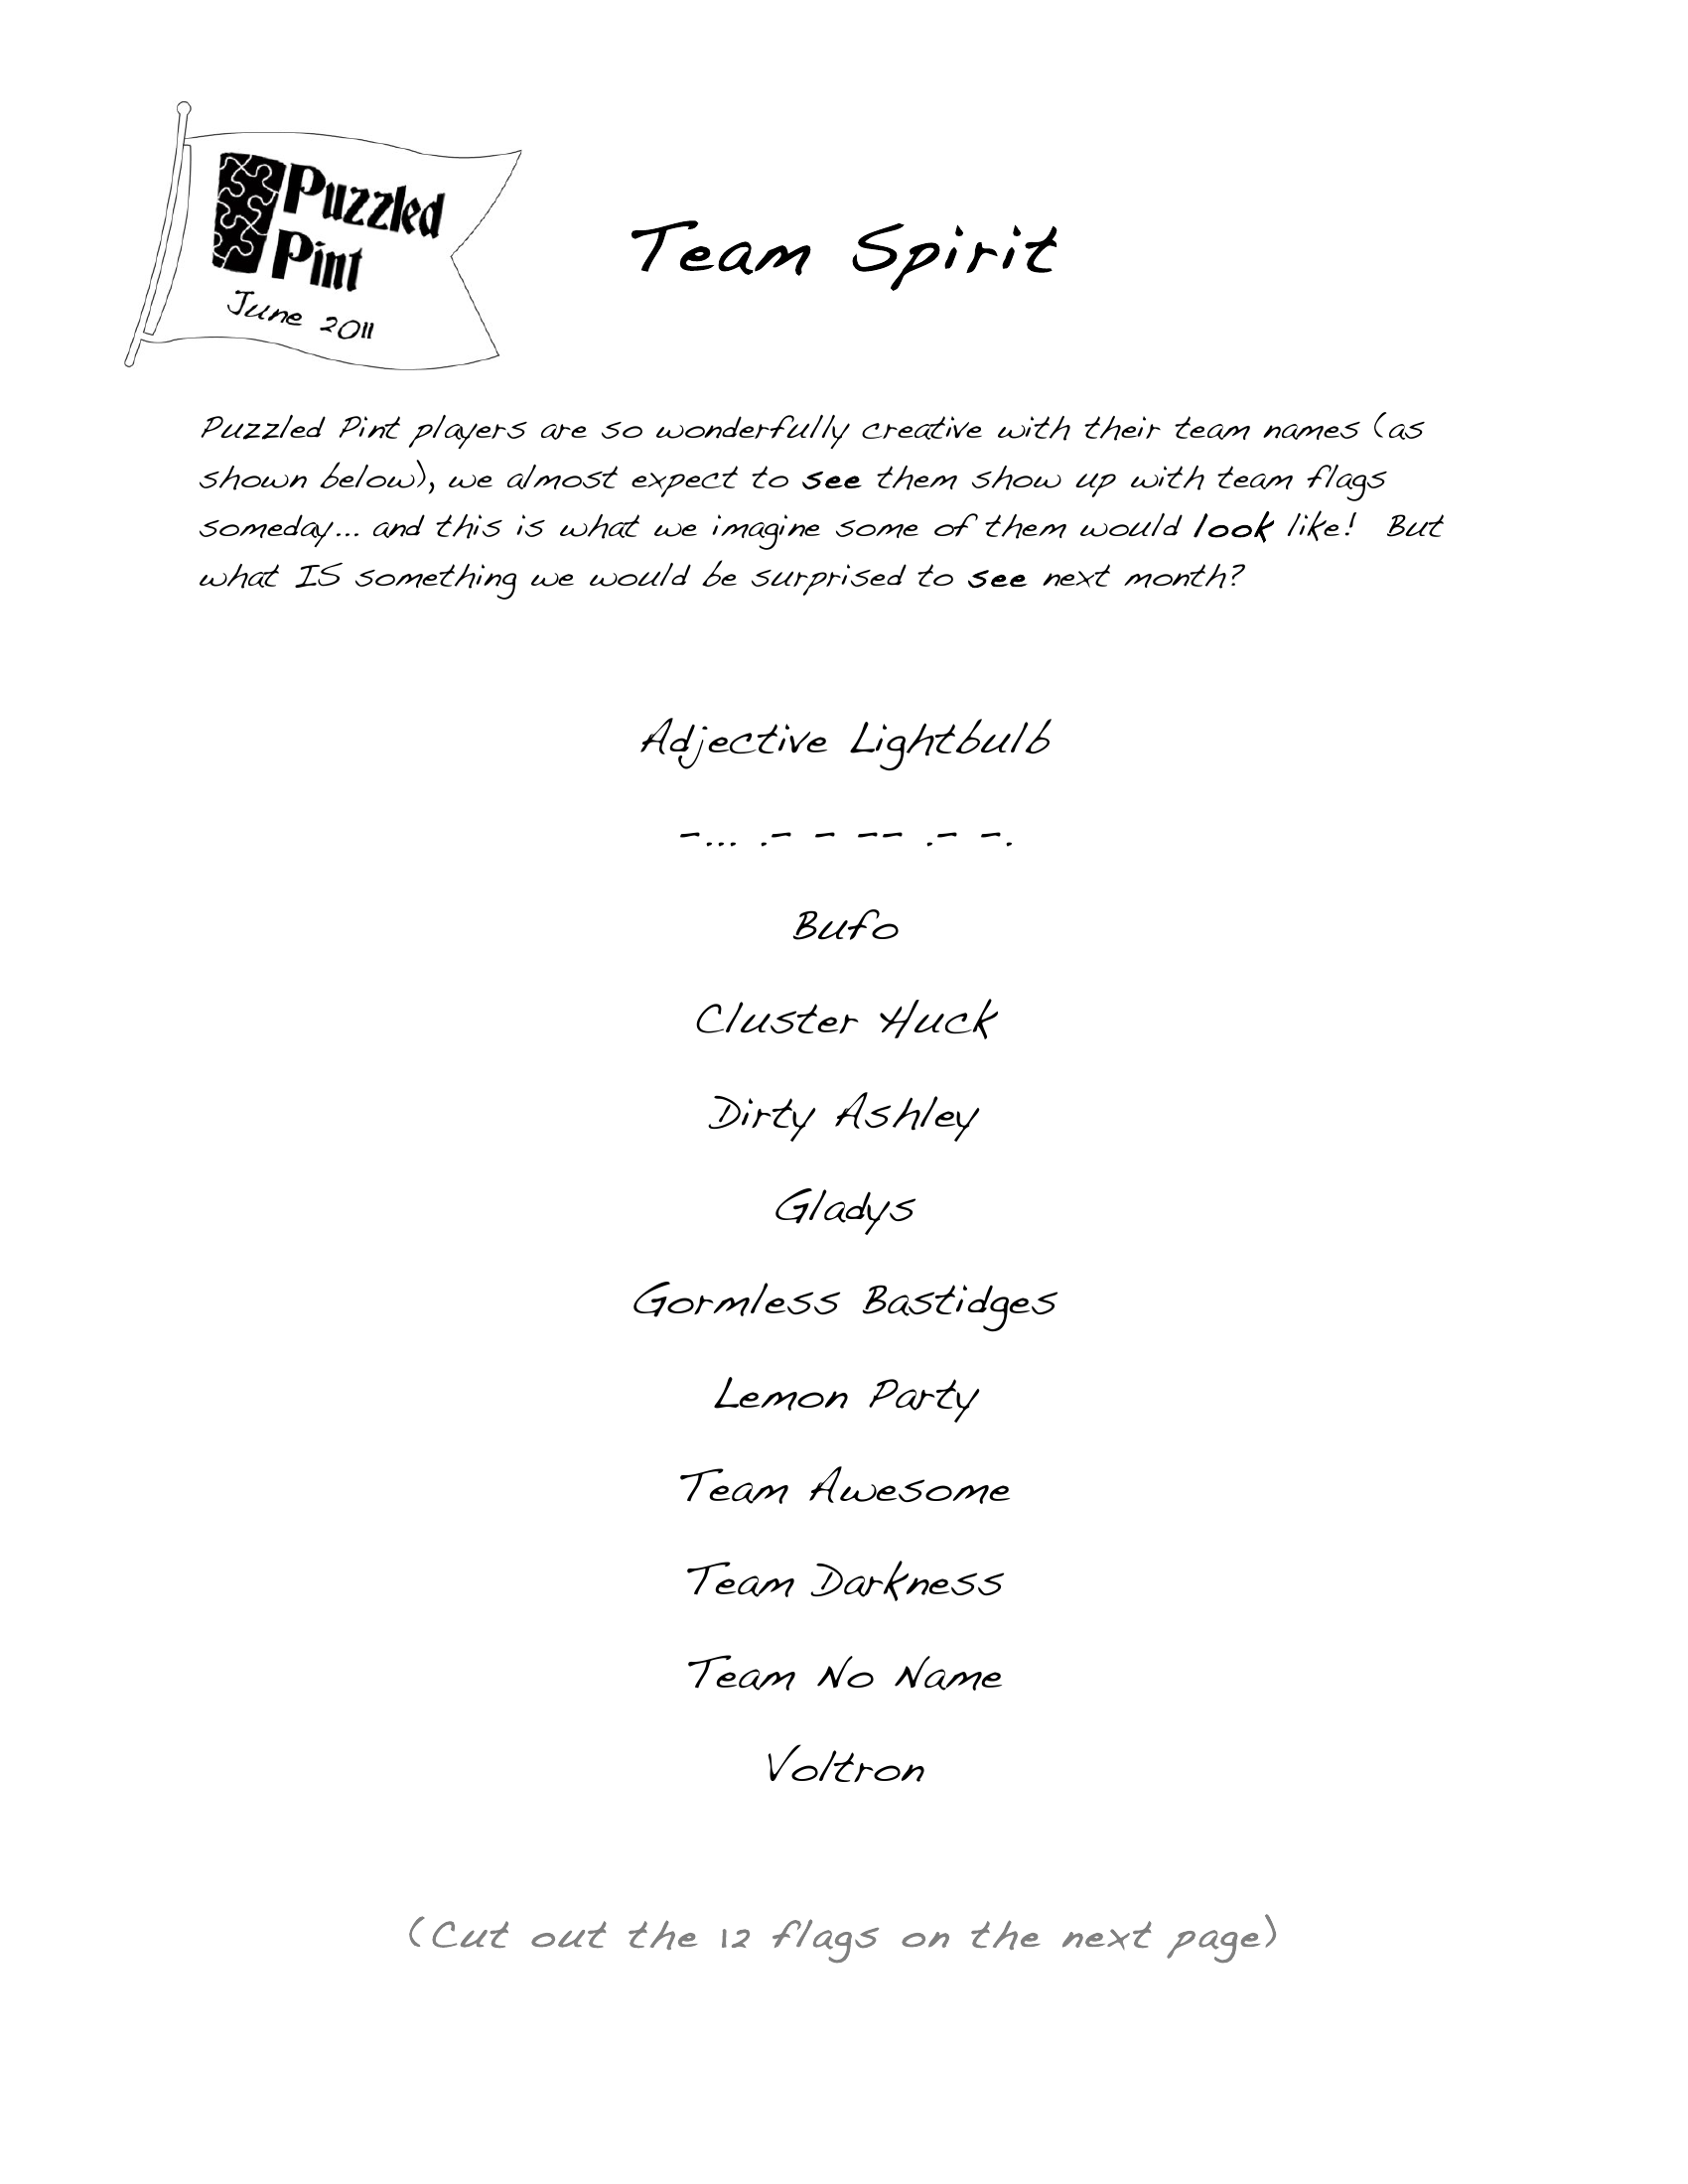 Puzzled
Pint
June 2011
Team Spirit
Puzzled Pint players are so wonderfully creative with their team names (as
shown below), we almost expect to see them show up with team flags
someday... and this is what we imagine some of them would look like! But
what IS something we would be surprised to see next month?
Adjective Lightbulb
-... .- - -- .- -.
Bufo
Cluster Huck
Dirty Ashley
Gladys
Gormless Bastidges
Lemon Party
Team Awesome
Team Darkness
Team No Name
Voltron
(Cut out the 12 flags on the next page)